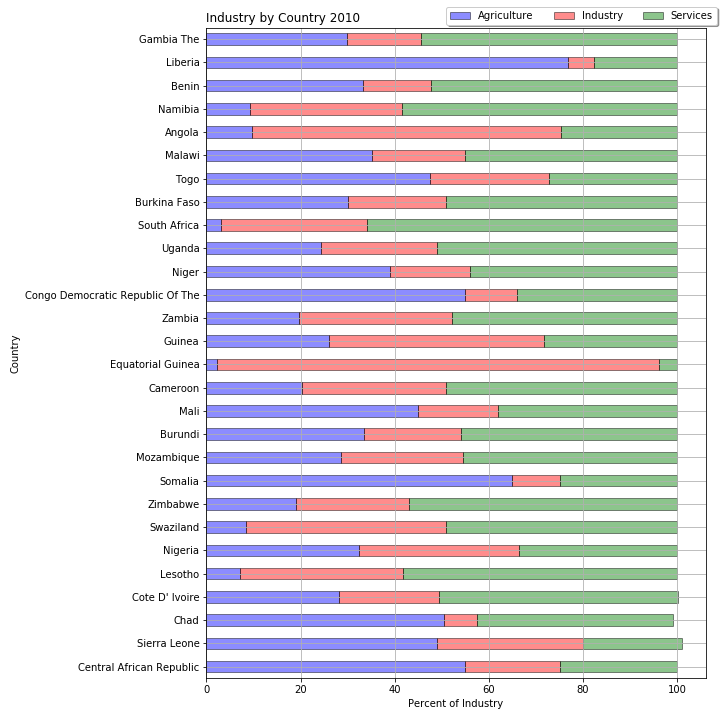 Industry by Country 2010
Agriculture Industry Services
Gambia The
Liberia
Benin
Namibia
Angola
Malawi
Togo
Burkina Faso
South Africa
Uganda
Niger
Congo Democratic Republic Of The
Zambia
Guinea
Equatorial Guinea
Cameroon
Mali
Burundi
Mozambique
Somalia
Zimbabwe
Swaziland
Nigeria
Lesotho
Cote D' Ivoire
Chad
Sierra Leone
Central African Republic
Country
0 20 40 60 80 100
Percent of Industry